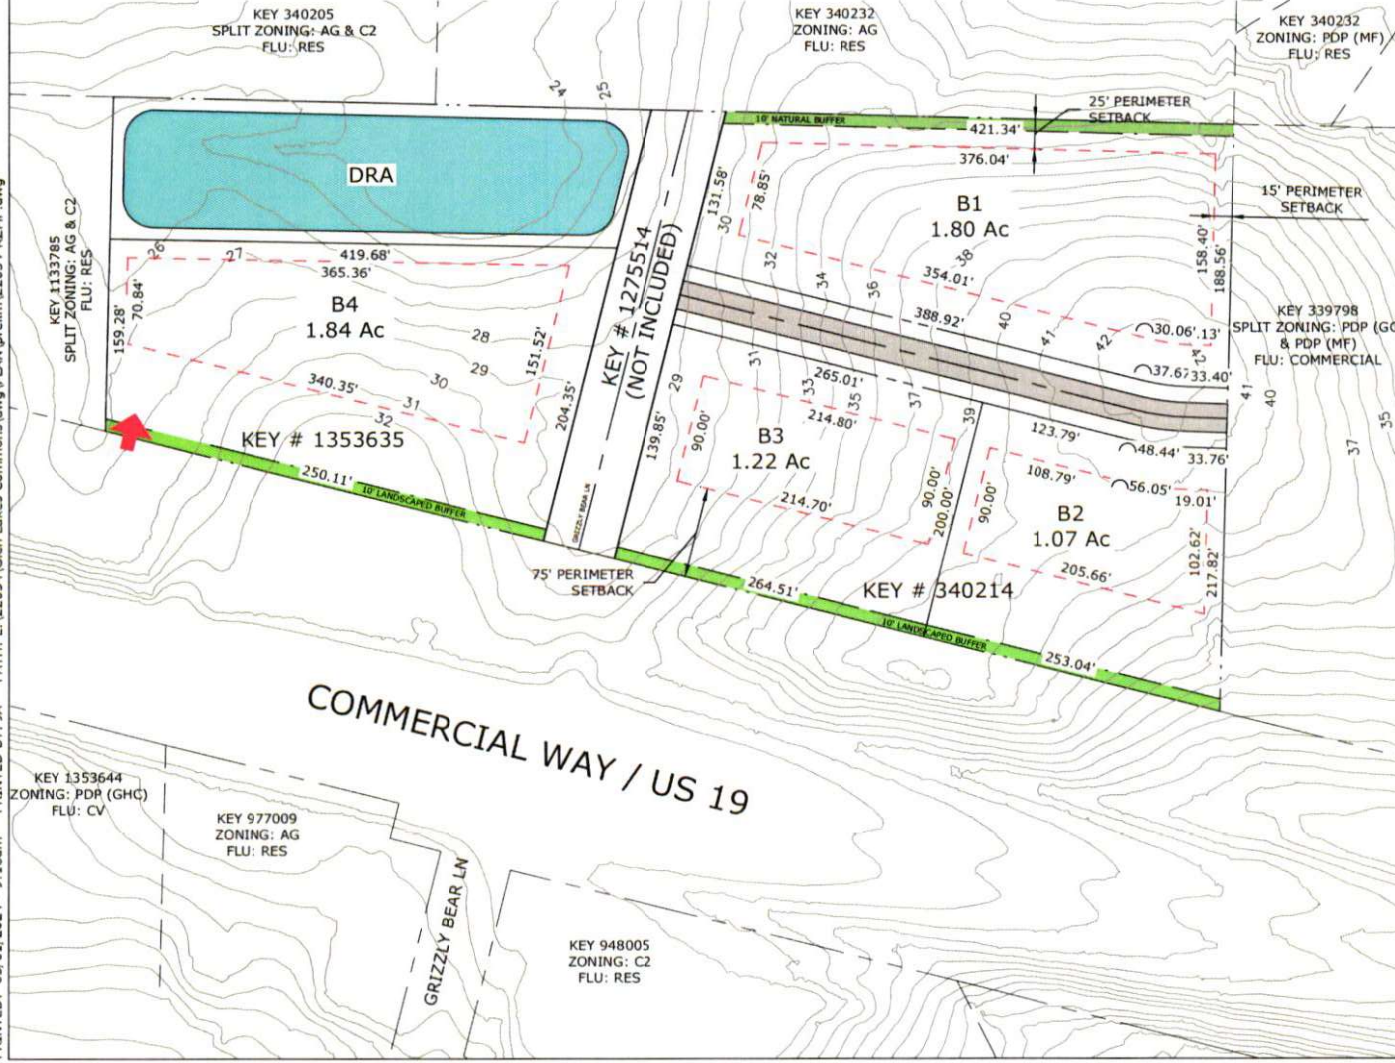 KEY 340205
SPLIT ZONING: AG & C2
FLU: RES
KEY 340232
ZONING: AG
FLU: RES
KEY 340232
ZONING: PDP (MF)
FLU: RES
24
25
10' NATURAL BUFFER
421.34'
25' PERIMETER
SETBACK
376.04'
DRA
131.58'
78.85'
B1
1.80 Ac
15' PERIMETER
SETBACK
158.40'
188.56'
KEY 1133785
SPLIT ZONING: AG & C2
FLU: RES
26
27
419.68'
365.36'
30
32
34
36
38
354.01'
388.92'
40
41
42
30.06'
.13'
37.67'
33.40'
KEY # 1275514
(NOT INCLUDED)
KEY 339798
SPLIT ZONING: PDP (GC
& PDP (MF)
FLU: COMMERCIAL
159.28'
70.84'
B4
1.84 Ac
28
29
30
31
32
340.35'
151.52'
204.35'
KEY # 1353635
250.11'
10' LANDSCAPED BUFFER
GRIZZLY BEAR LN
29
31
33
35
37
39
265.01'
214.80'
139.85'
90.00'
B3
1.22 Ac
214.70'
90.00'
200.00'
123.79'
48.44'
33.76'
108.79'
56.05'
19.01'
90.00'
B2
1.07 Ac
205.66'
102.62'
217.82'
41
40
37
35
75' PERIMETER
SETBACK
264.51'
KEY # 340214
10' LANDSCAPED BUFFER
253.04'
COMMERCIAL WAY / US 19
KEY 1353644
ZONING: PDP (GHC)
FLU: CV
KEY 977009
ZONING: AG
FLU: RES
GRIZZLY BEAR LN
KEY 948005
ZONING: C2
FLU: RES